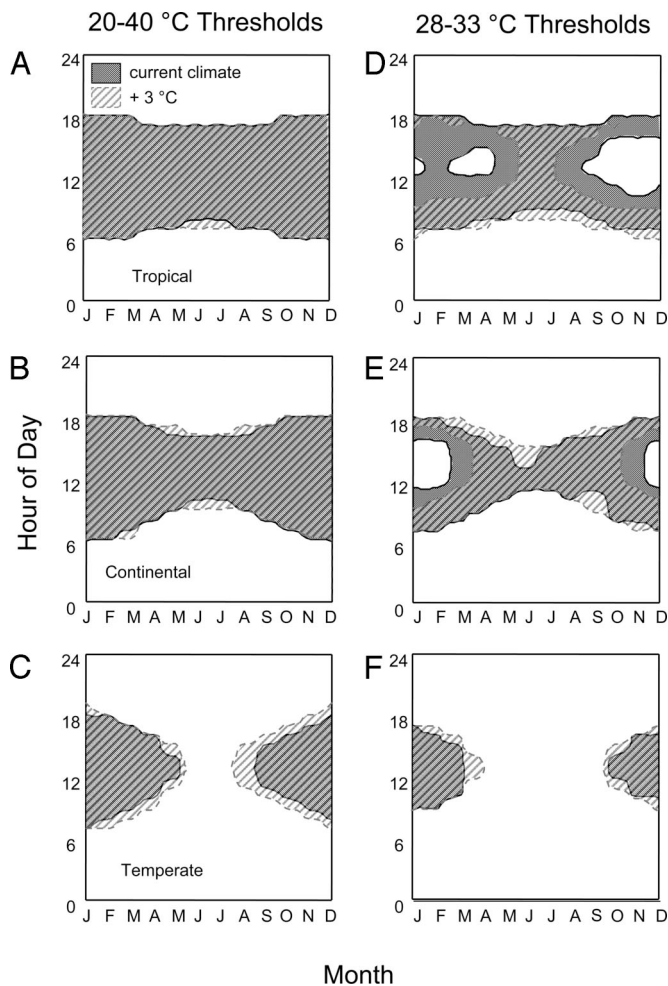 20-40 °C Thresholds
28-33 °C Thresholds
A
24
current climate
+ 3 °C
18
12
6
0
Tropical
J F M A M J J A S O N D
D
24
18
12
6
0
J F M A M J J A S O N D
B
24
18
12
6
0
Continental
J F M A M J J A S O N D
E
24
18
12
6
0
J F M A M J J A S O N D
Hour of Day
C
24
18
12
6
0
Temperate
J F M A M J J A S O N D
F
24
18
12
6
0
J F M A M J J A S O N D
Month